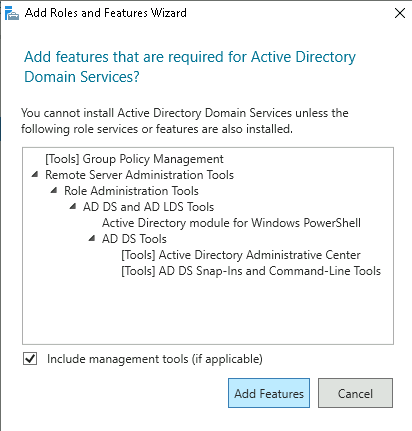 Add Roles and Features Wizard
Add features that are required for Active Directory
Domain Services?
You cannot install Active Directory Domain Services unless the
following role services or features are also installed.
[Tools] Group Policy Management
Remote Server Administration Tools
Role Administration Tools
AD DS and AD LDS Tools
Active Directory module for Windows PowerShell
AD DS Tools
[Tools] Active Directory Administrative Center
[Tools] AD DS Snap-Ins and Command-Line Tools
Include management tools (if applicable)
Add Features
Cancel